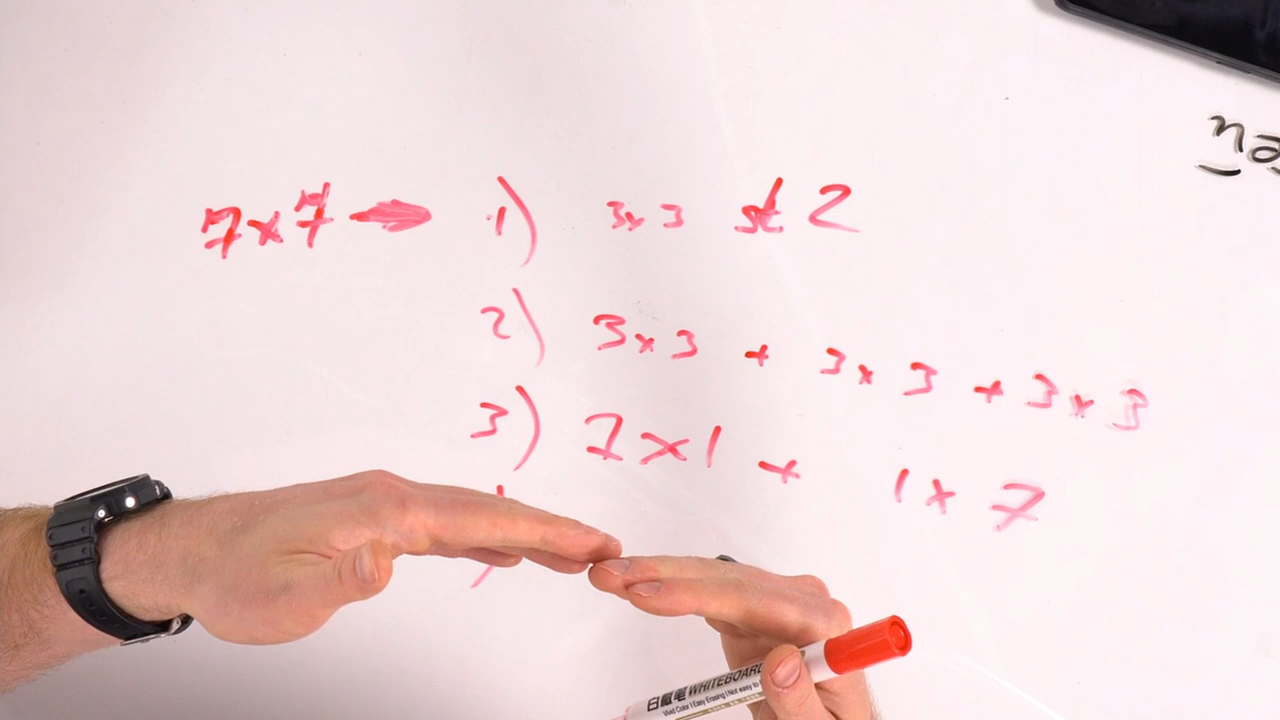 7x7 → 1) 3x3 st 2
2) 3x3 + 3x3 + 3x3
3) 7x1 + 1x7
白板笔 WHITEBOARD
Vivid Color | Easy Erasing | Not easy to